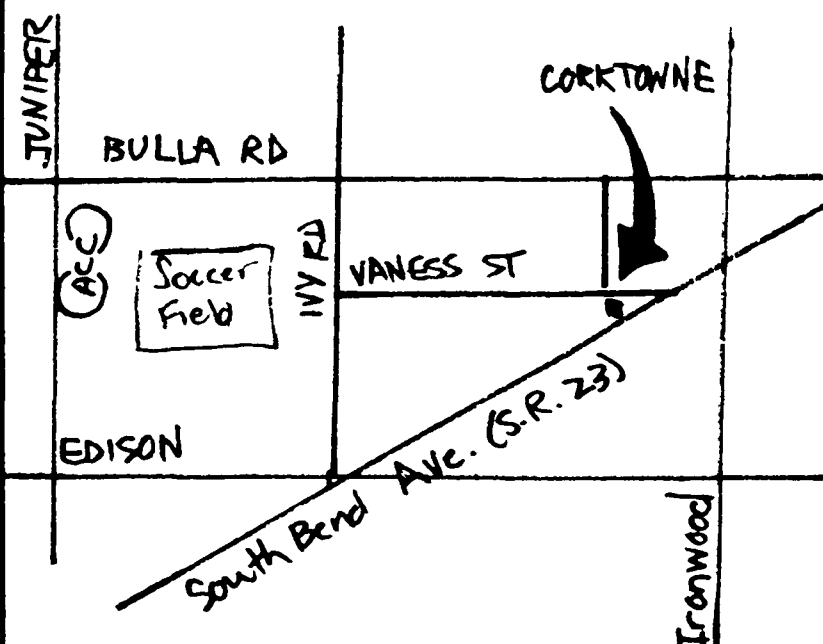 JUNIPER
CORKTOWNE
BULLA RD
ACC
Soccer
Field
IVY RD
VANESS ST
EDISON
South Bend Ave. (S.R. 23)
Ironwood